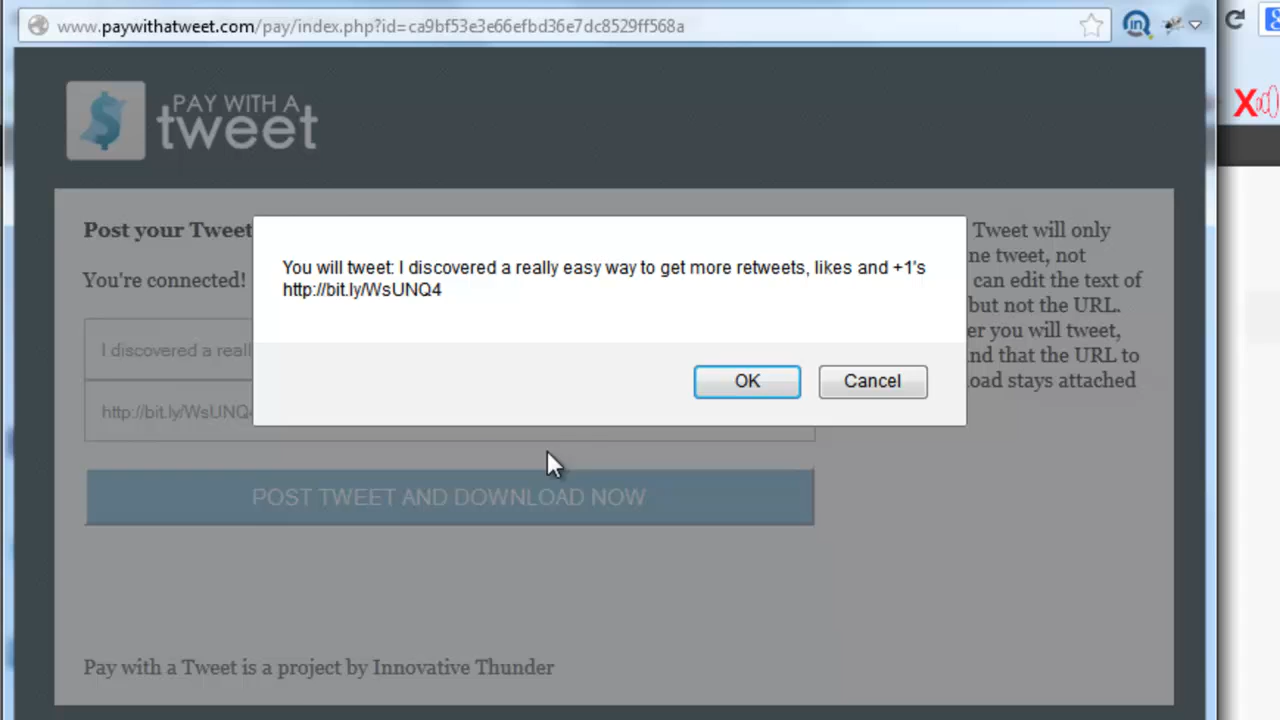 www.paywithatweet.com/pay/index.php?id=ca9bf53e3e66efbd36e7dc8529ff568a
PAY WITH A
tweet
Post your Tweet
Tweet will only
ne tweet, not
You're connected!
can edit the text of
but not the URL.
er you will tweet,
nd that the URL to
oad stays attached
You will tweet: I discovered a really easy way to get more retweets, likes and +1's
http://bit.ly/WsUNQ4
OK
Cancel
I discovered a reall
http://bit.ly/WsUNQ4
POST TWEET AND DOWNLOAD NOW
Pay with a Tweet is a project by Innovative Thunder